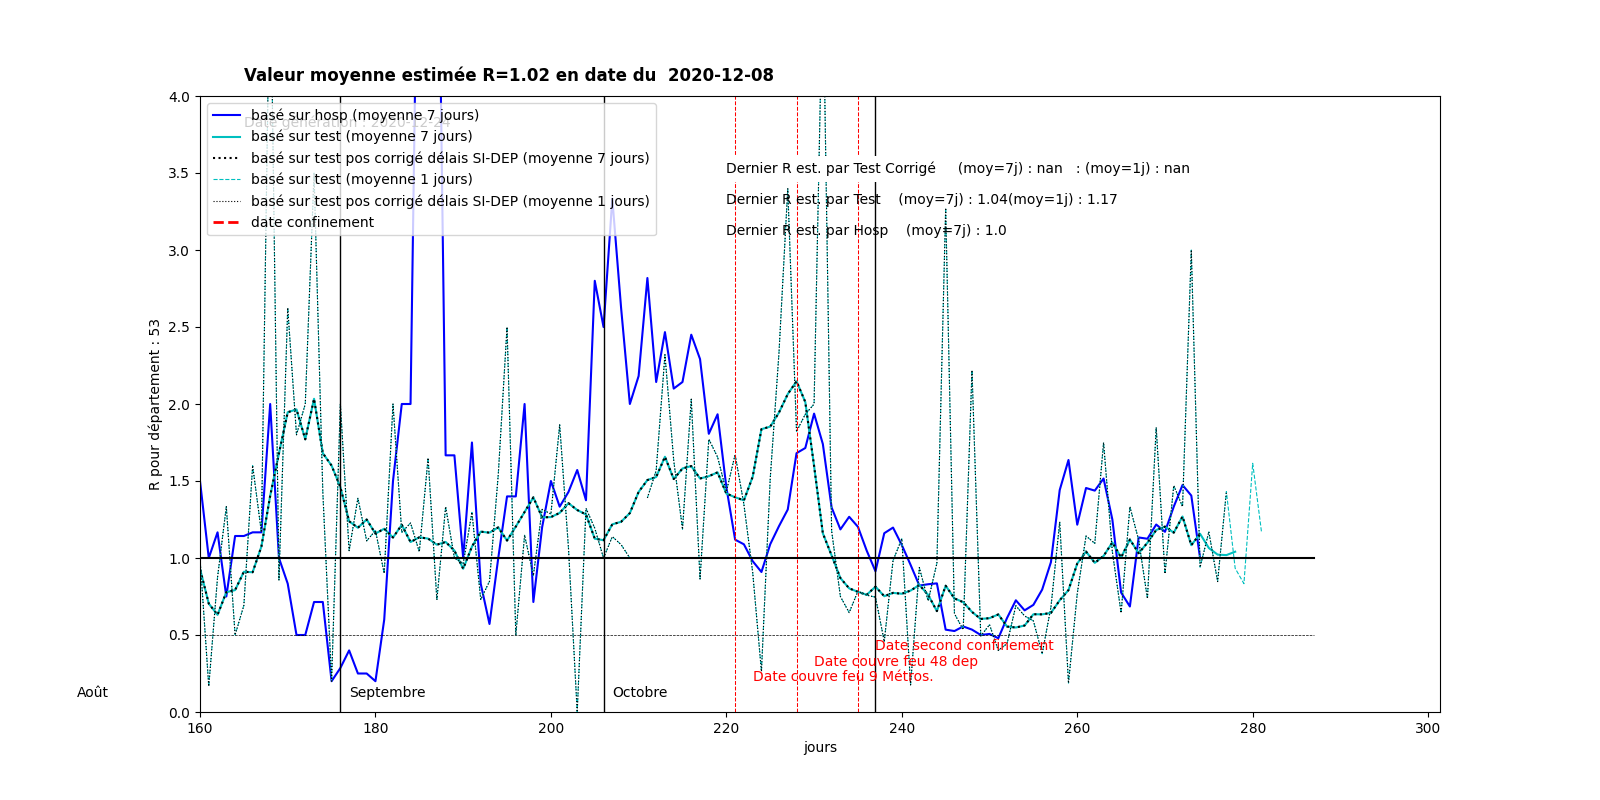 Valeur moyenne estimée R=1.02 en date du  2020-12-08
Date génération : 2020-12-24
basé sur hosp (moyenne 7 jours)
basé sur test (moyenne 7 jours)
basé sur test pos corrigé délais SI-DEP (moyenne 7 jours)
basé sur test (moyenne 1 jours)
basé sur test pos corrigé délais SI-DEP (moyenne 1 jours)
date confinement
Dernier R est. par Test Corrigé     (moy=7j) : nan   : (moy=1j) : nan
Dernier R est. par Test    (moy=7j) : 1.04(moy=1j) : 1.17
Dernier R est. par Hosp    (moy=7j) : 1.0
R pour département : 53
4.0
3.5
3.0
2.5
2.0
1.5
1.0
0.5
0.0
Date second confinement
Date couvre feu 48 dep
Date couvre feu 9 Métros.
Août
Septembre
Octobre
160 180 200 220 240 260 280 300
jours